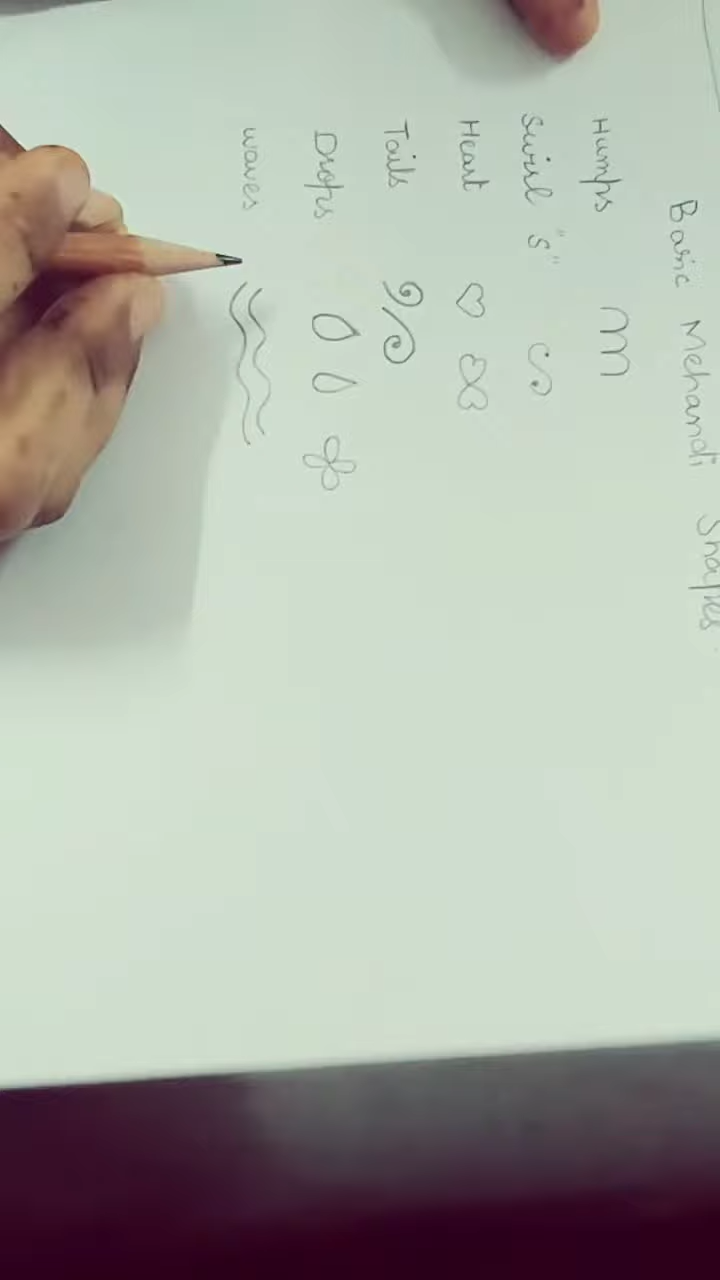 Basic Mehandi Shapes
Humps
Swirl "S"
Heart
Tails
Drops
waves